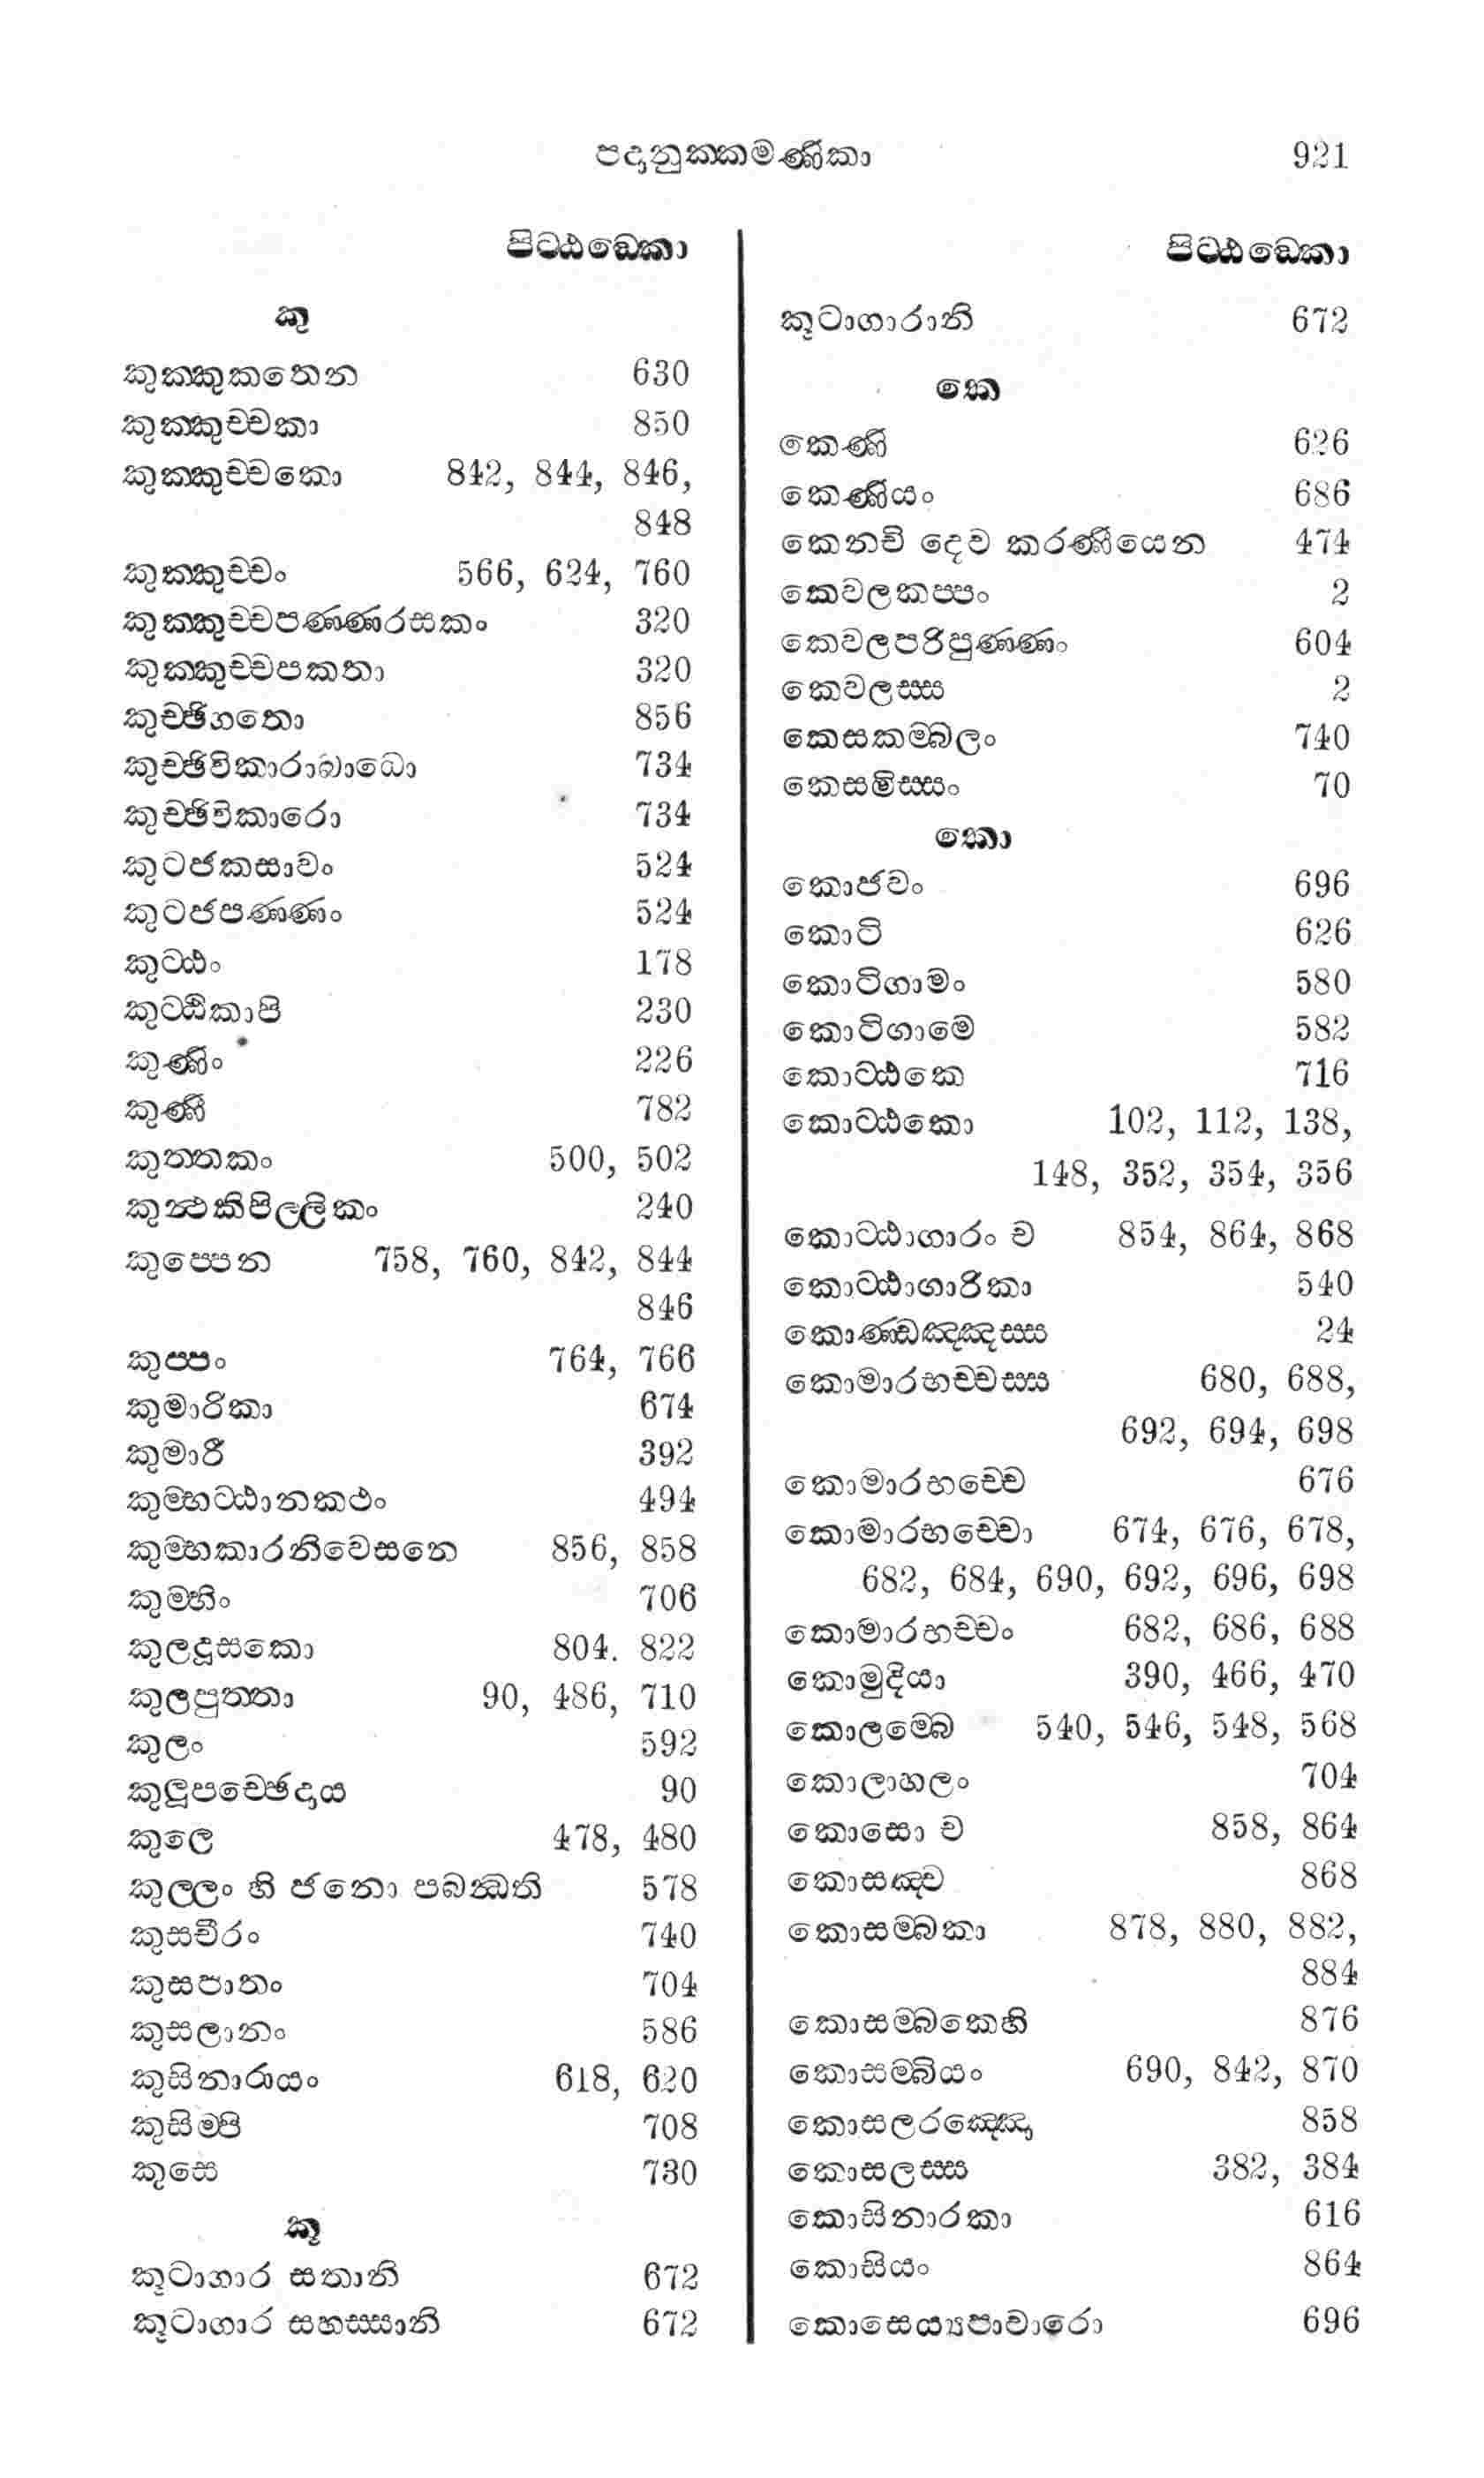 පදානුක්කමණිකා 921
පිට්ඨඞ්කො
කු
කුක්කුකතෙන 630
කුක්කුච්චකා 850
කුක්කුච්චකො 842, 844, 846,
848
කුක්කුච්චං 566, 624, 760
කුක්කුච්චපණ්ණරසකං 320
කුක්කුච්චපකතා 320
කුච්ඡිගතො 856
කුච්ඡිවිකාරාබාධො 734
කුච්ඡිවිකාරො 734
කුටජකසාවං 524
කුටජපණ්ණං 524
කුට්ඨං 178
කුට්ඨිකාපි 230
කුණිං 226
කුණී 782
කුත්තකං 500, 502
කුන්ථකිපිල්ලිකං 240
කුප්පෙන 758, 760, 842, 844
846
කුප්පං 764, 766
කුමාරිකා 674
කුමාරී 392
කුම්භට්ඨානකථං 494
කුම්භකාරනිවෙසනෙ 856, 858
කුම්භිං 706
කුලදූසකො 804. 822
කුලපුත්තා 90, 486, 710
කුලං 592
කුලූපච්ඡෙදාය 90
කුලෙ 478, 480
කුල්ලං හි ජනො පබන්ධති 578
කුසචීරං 740
කුසපාතං 704
කුසලානං 586
කුසිනාරායං 618, 620
කුසිම්පි 708
කුසෙ 730
කූ
කූටාගාර සතානි 672
කූටාගාර සහස්සානි 672
පිට්ඨඞ්කො
කූටාගාරානි 672
කෙ
කෙණි 626
කෙණියං 686
කෙනචි දෙව කරණීයෙන 474
කෙවලකප්පං 2
කෙවලපරිපුණ්ණං 604
කෙවලස්ස 2
කෙසකම්බලං 740
කෙසමිස්සං 70
කො
කොජවං 696
කොටි 626
කොටිගාමං 580
කොටිගාමෙ 582
කොට්ඨකෙ 716
කොට්ඨකො 102, 112, 138,
148, 352, 354, 356
කොට්ඨාගාරං ච 854, 864, 868
කොට්ඨාගාරිකා 540
කොණ්ඩඤ්ඤස්ස 24
කොමාරභච්චස්ස 680, 688,
692, 694, 698
කොමාරභච්චෙ 676
කොමාරභච්චො 674, 676, 678,
682, 684, 690, 692, 696, 698
කොමාරභච්චං 682, 686, 688
කොමුදියා 390, 466, 470
කොලම්බෙ 540, 546, 548, 568
කොලාහලං 704
කොසො ච 858, 864
කොසඤ්ච 868
කොසම්බකා 878, 880, 882,
884
කොසම්බකෙහි 876
කොසම්බියං 690, 842, 870
කොසලරඤ්ඤො 858
කොසලස්ස 382, 384
කොසිනාරකා 616
කොසියං 864
කොසෙය්‍යපාවාරො 696